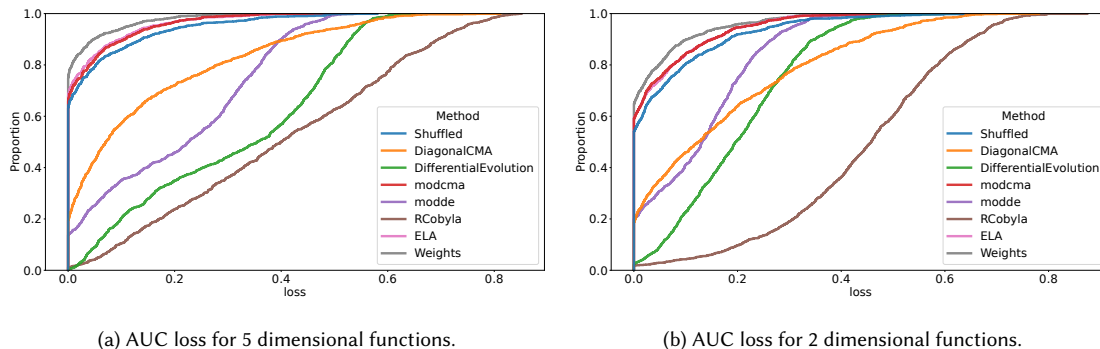 1.0
0.8
0.6
0.4
0.2
0.0
Proportion
0.0 0.2 0.4 0.6 0.8
loss
Method
Shuffled
DiagonalCMA
DifferentialEvolution
modcma
modde
RCobyla
ELA
Weights
(a) AUC loss for 5 dimensional functions.
1.0
0.8
0.6
0.4
0.2
0.0
Proportion
0.0 0.2 0.4 0.6 0.8
loss
Method
Shuffled
DiagonalCMA
DifferentialEvolution
modcma
modde
RCobyla
ELA
Weights
(b) AUC loss for 2 dimensional functions.